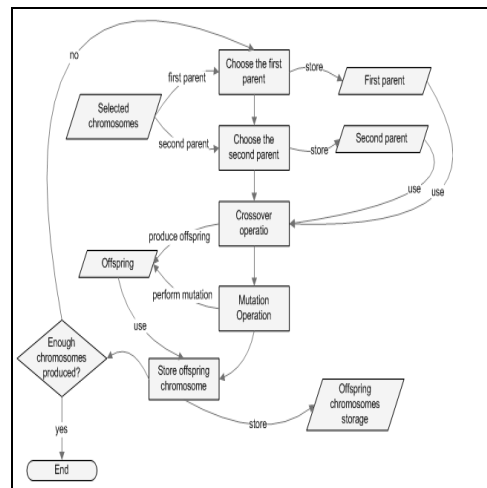 no
Choose the first
parent
store
First parent
first parent
Selected
chromosomes
second parent
Choose the
second parent
store
Second parent
use
use
Crossover
operatio
produce offspring
Offspring
perform mutation
Mutation
Operation
use
Enough
chromosomes
produced?
Store offspring
chromosome
Offspring
chromosomes
storage
store
yes
End